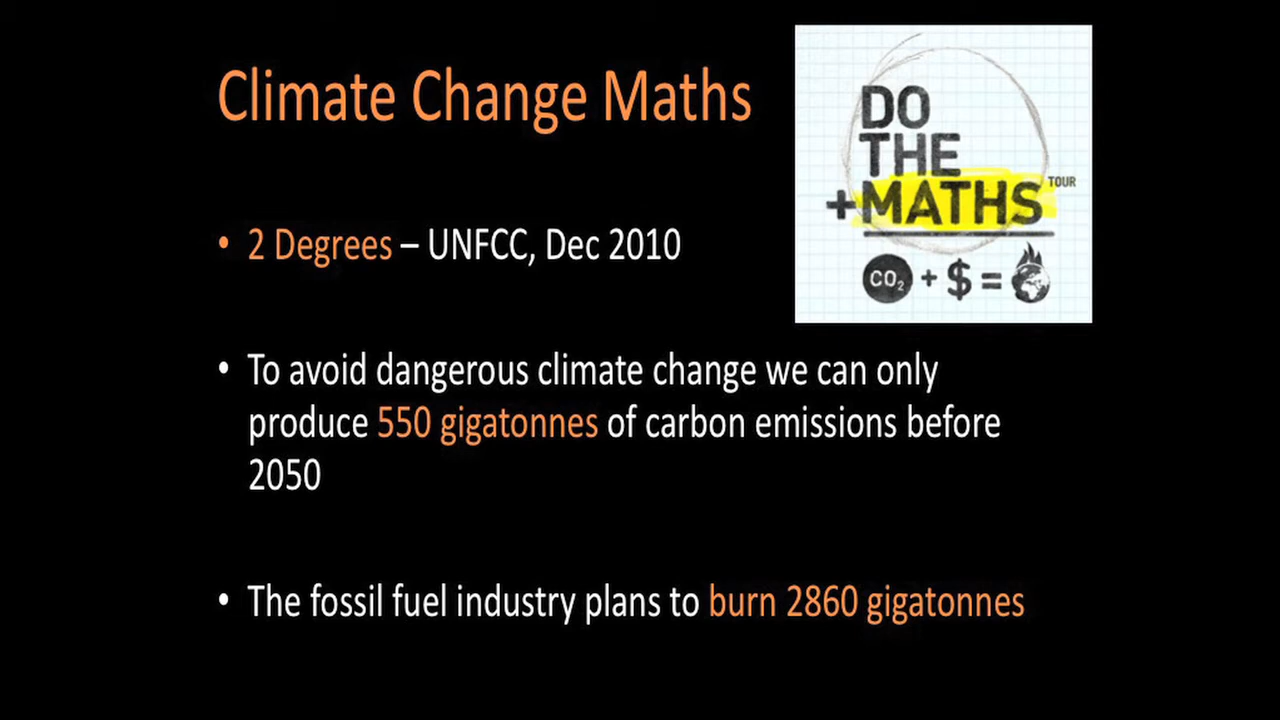 Climate Change Maths
DO
THE
+MATHS
TOUR
CO2 + $ =
• 2 Degrees – UNFCC, Dec 2010
• To avoid dangerous climate change we can only
produce 550 gigatonnes of carbon emissions before
2050
• The fossil fuel industry plans to burn 2860 gigatonnes